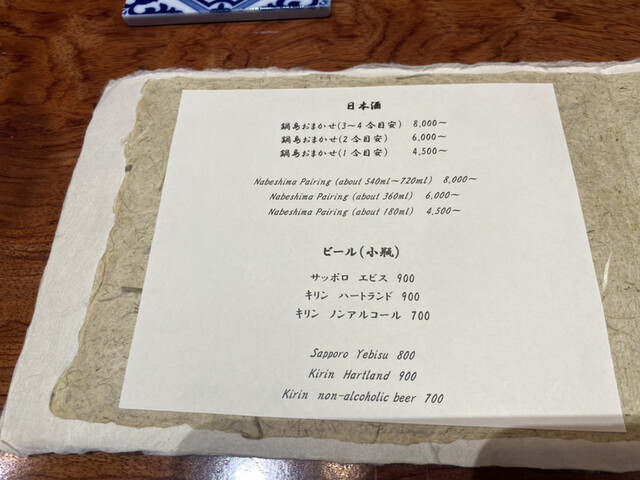 日本酒
鍋島おまかせ(3~4合目安) 8,000~
鍋島おまかせ(2合目安) 6,000~
鍋島おまかせ(1合目安) 4,500~
Nabeshima Pairing (about 540ml~720ml) 8,000~
Nabeshima Pairing (about 360ml) 6,000~
Nabeshima Pairing (about 180ml) 4,500~
ビール(小瓶)
サッポロ エビス 900
キリン ハートランド 900
キリン ノンアルコール 700
Sapporo Yebisu 800
Kirin Hartland 900
Kirin non-alcoholic beer 700